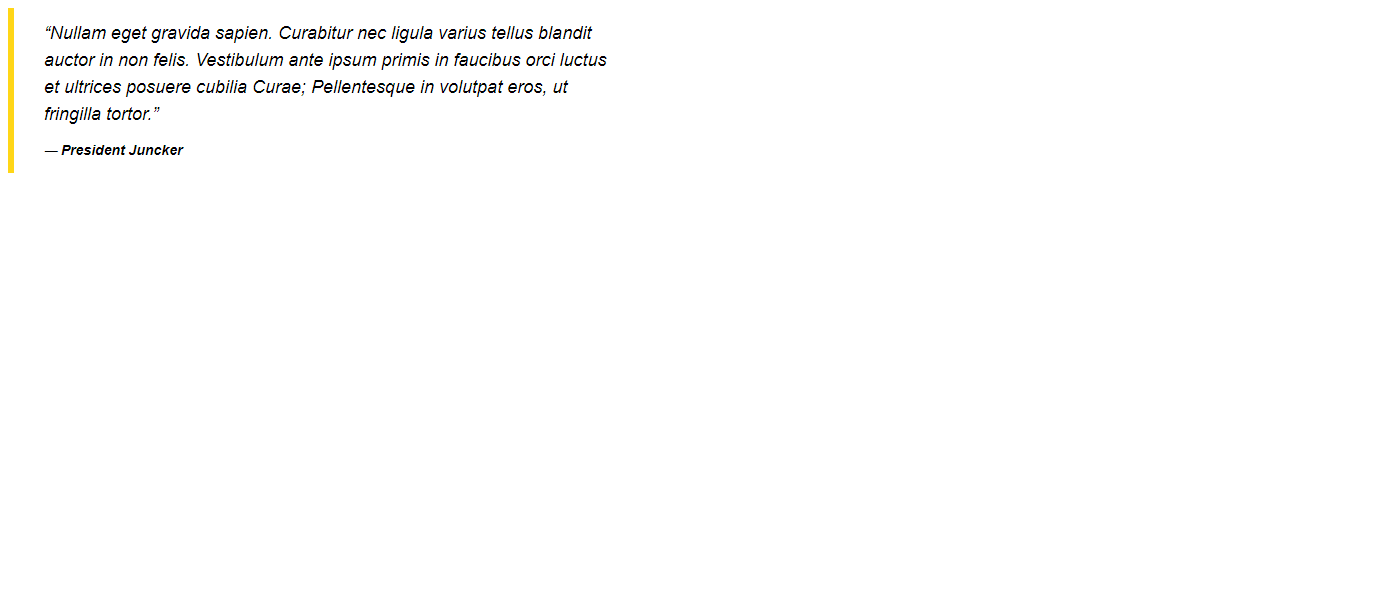 “Nullam eget gravida sapien. Curabitur nec ligula varius tellus blandit
auctor in non felis. Vestibulum ante ipsum primis in faucibus orci luctus
et ultrices posuere cubilia Curae; Pellentesque in volutpat eros, ut
fringilla tortor.”
— President Juncker